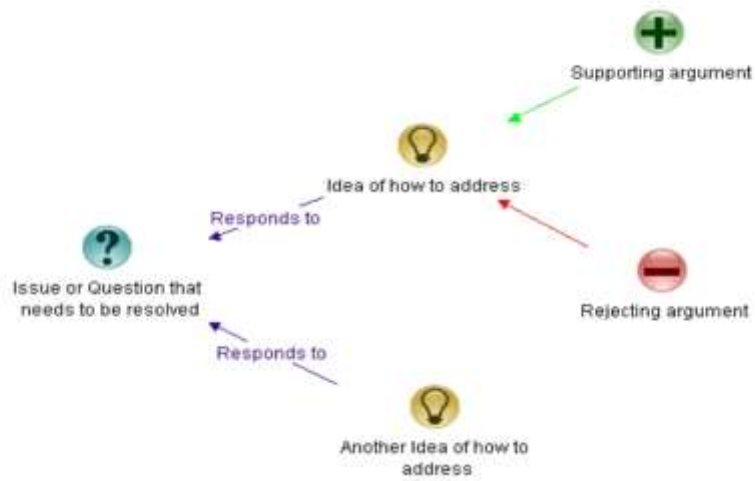 Supporting argument
Idea of how to address
Responds to
Issue or Question that
needs to be resolved
Rejecting argument
Responds to
Another Idea of how to
address